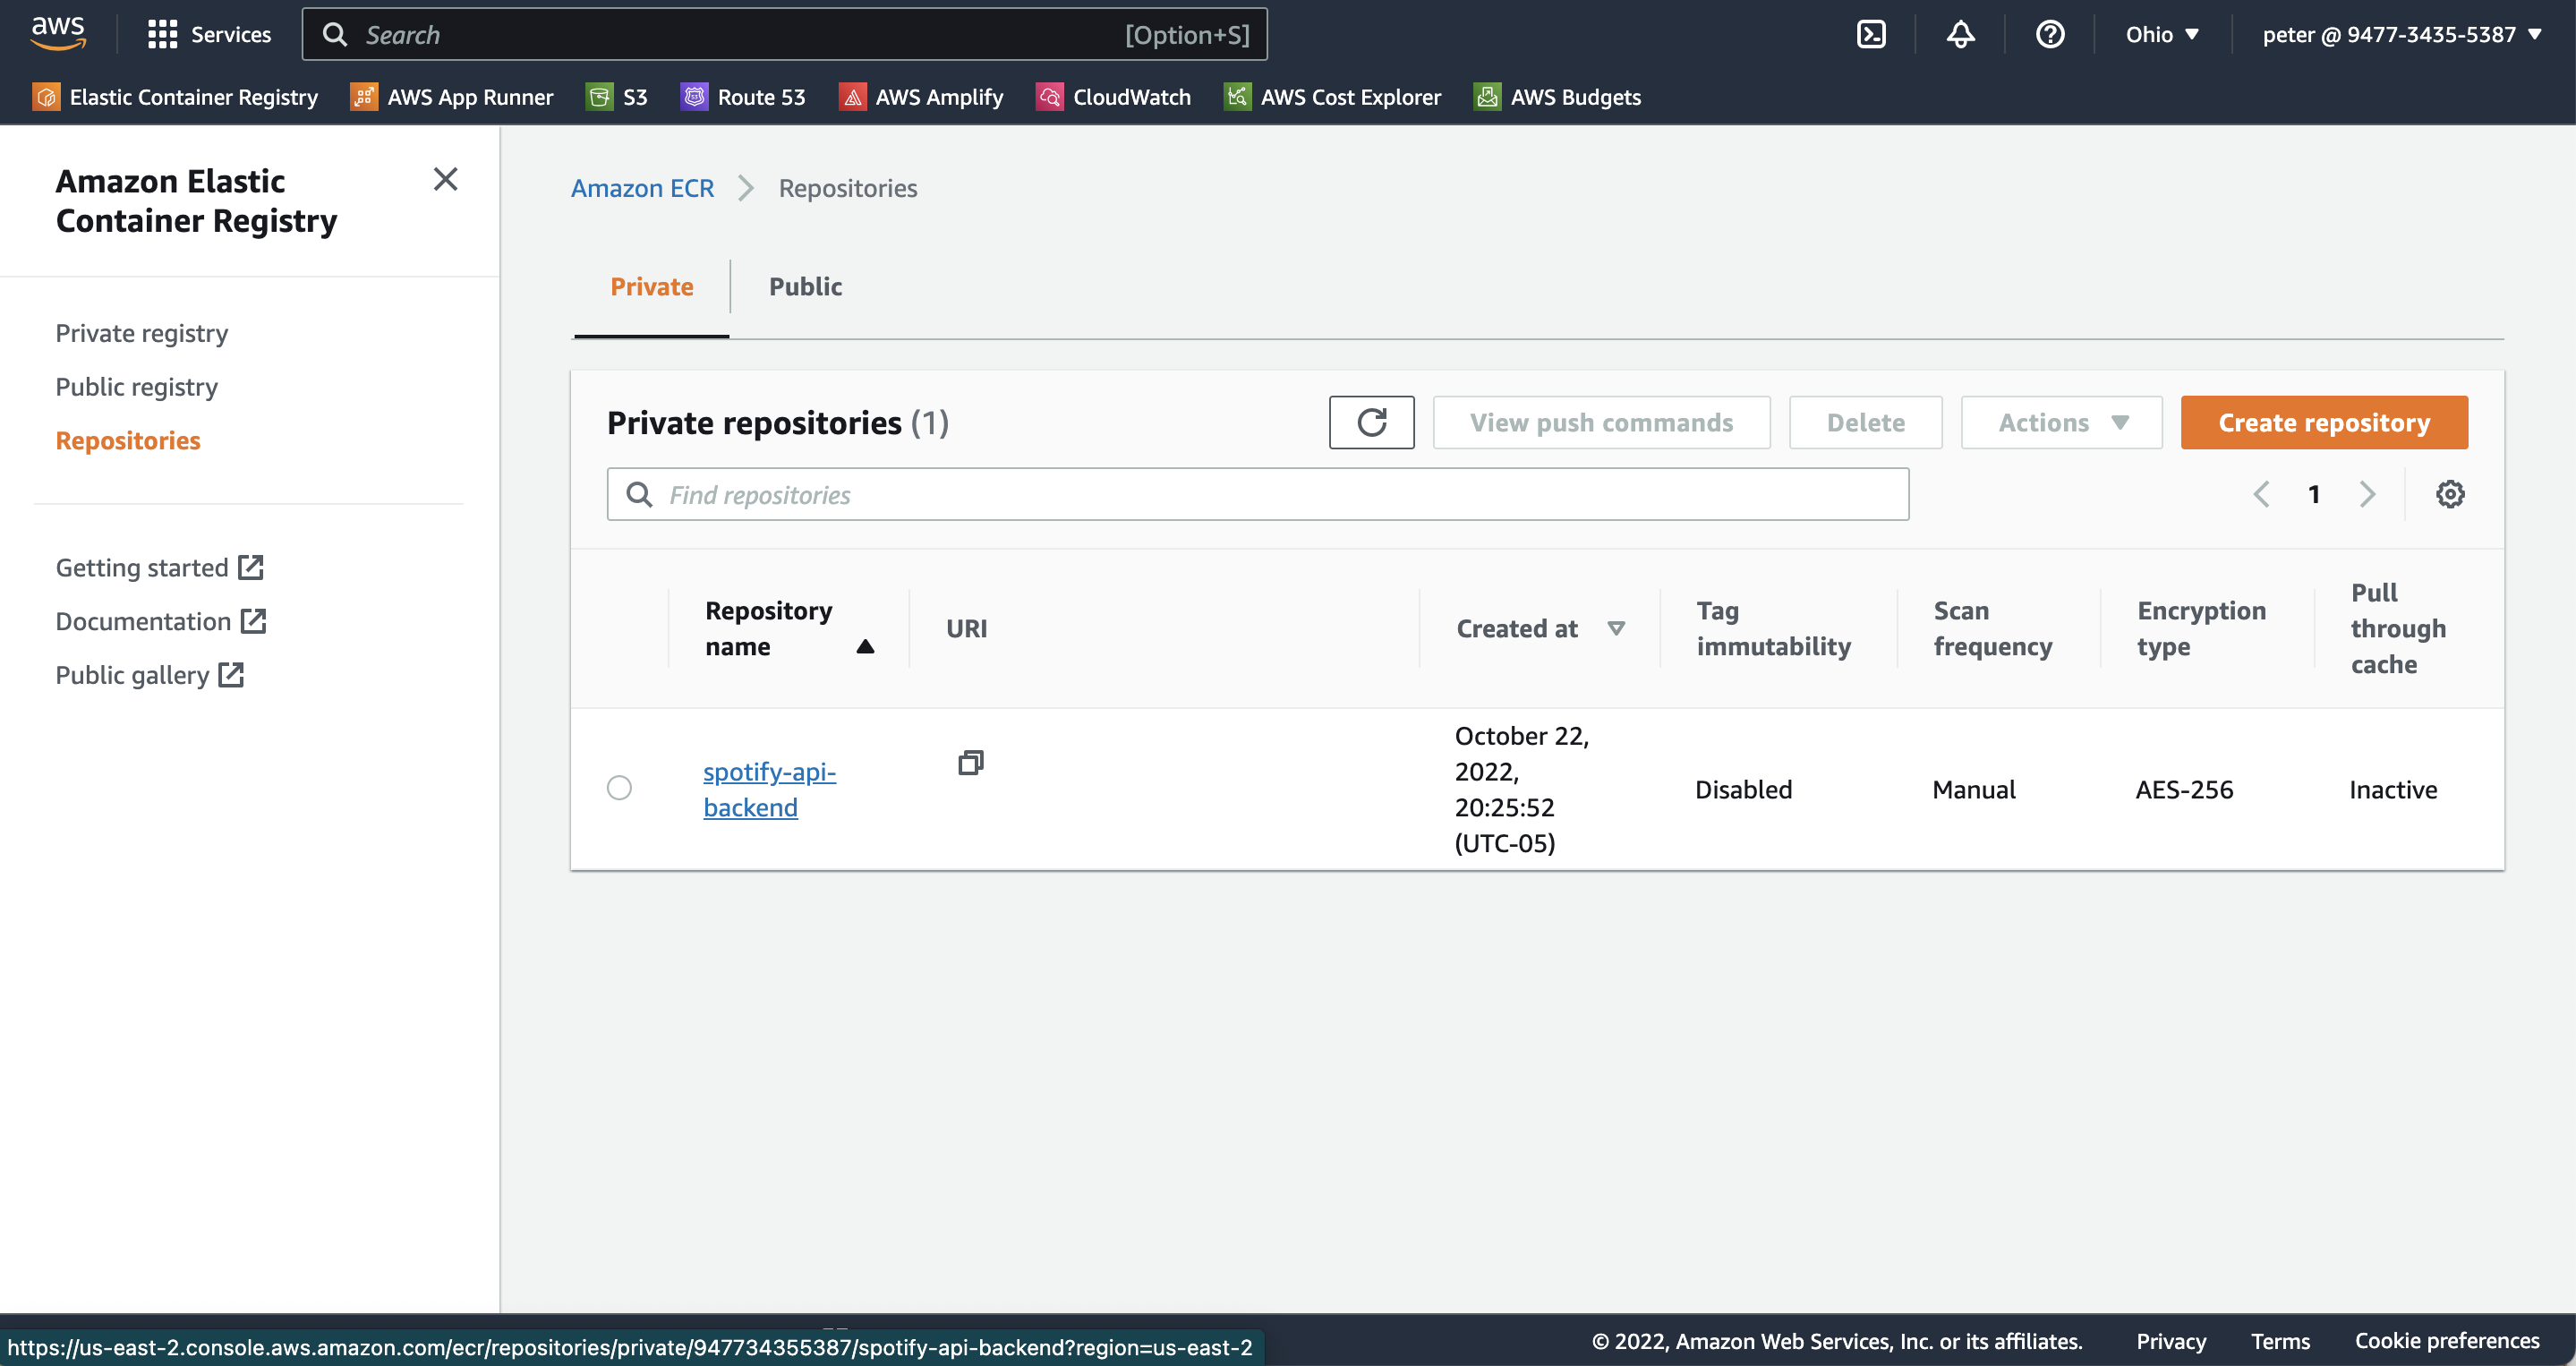 aws
Services
Search [Option+S]
Ohio ▼
peter @ 9477-3435-5387 ▼
Elastic Container Registry
AWS App Runner
S3
Route 53
AWS Amplify
CloudWatch
AWS Cost Explorer
AWS Budgets
Amazon Elastic
Container Registry
Private registry
Public registry
Repositories
Getting started
Documentation
Public gallery
Amazon ECR > Repositories
Private
Public
Private repositories (1)
View push commands
Delete
Actions ▼
Create repository
Find repositories
1
Repository
name
URI
Created at
Tag
immutability
Scan
frequency
Encryption
type
Pull
through
cache
spotify-api-
backend
October 22,
2022,
20:25:52
(UTC-05)
Disabled
Manual
AES-256
Inactive
https://us-east-2.console.aws.amazon.com/ecr/repositories/private/947734355387/spotify-api-backend?region=us-east-2
© 2022, Amazon Web Services, Inc. or its affiliates.
Privacy
Terms
Cookie preferences